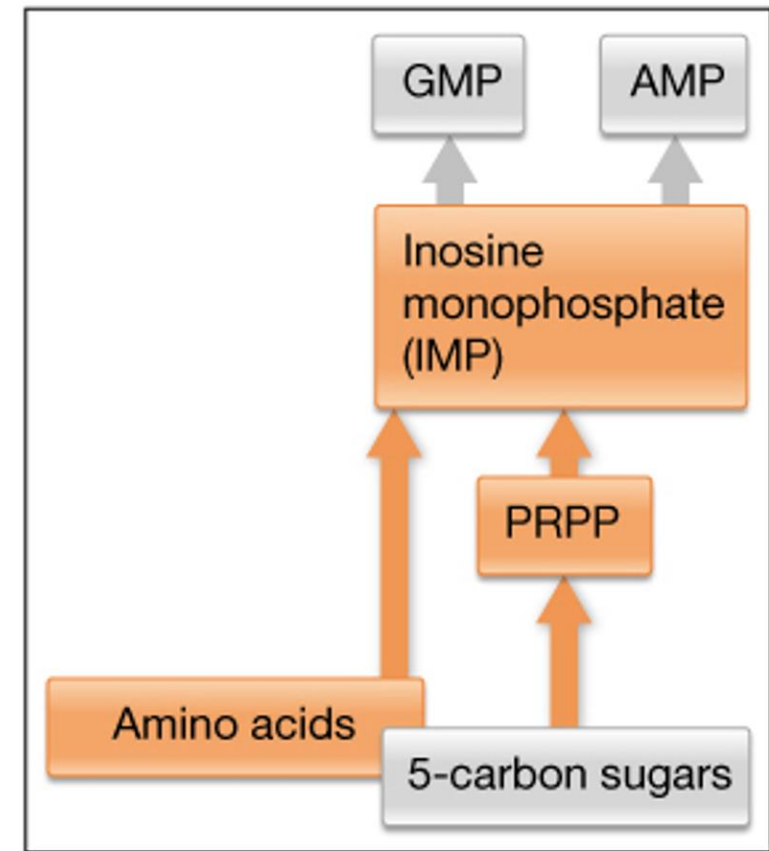 GMP
AMP
Inosine
monophosphate
(IMP)
PRPP
Amino acids
5-carbon sugars